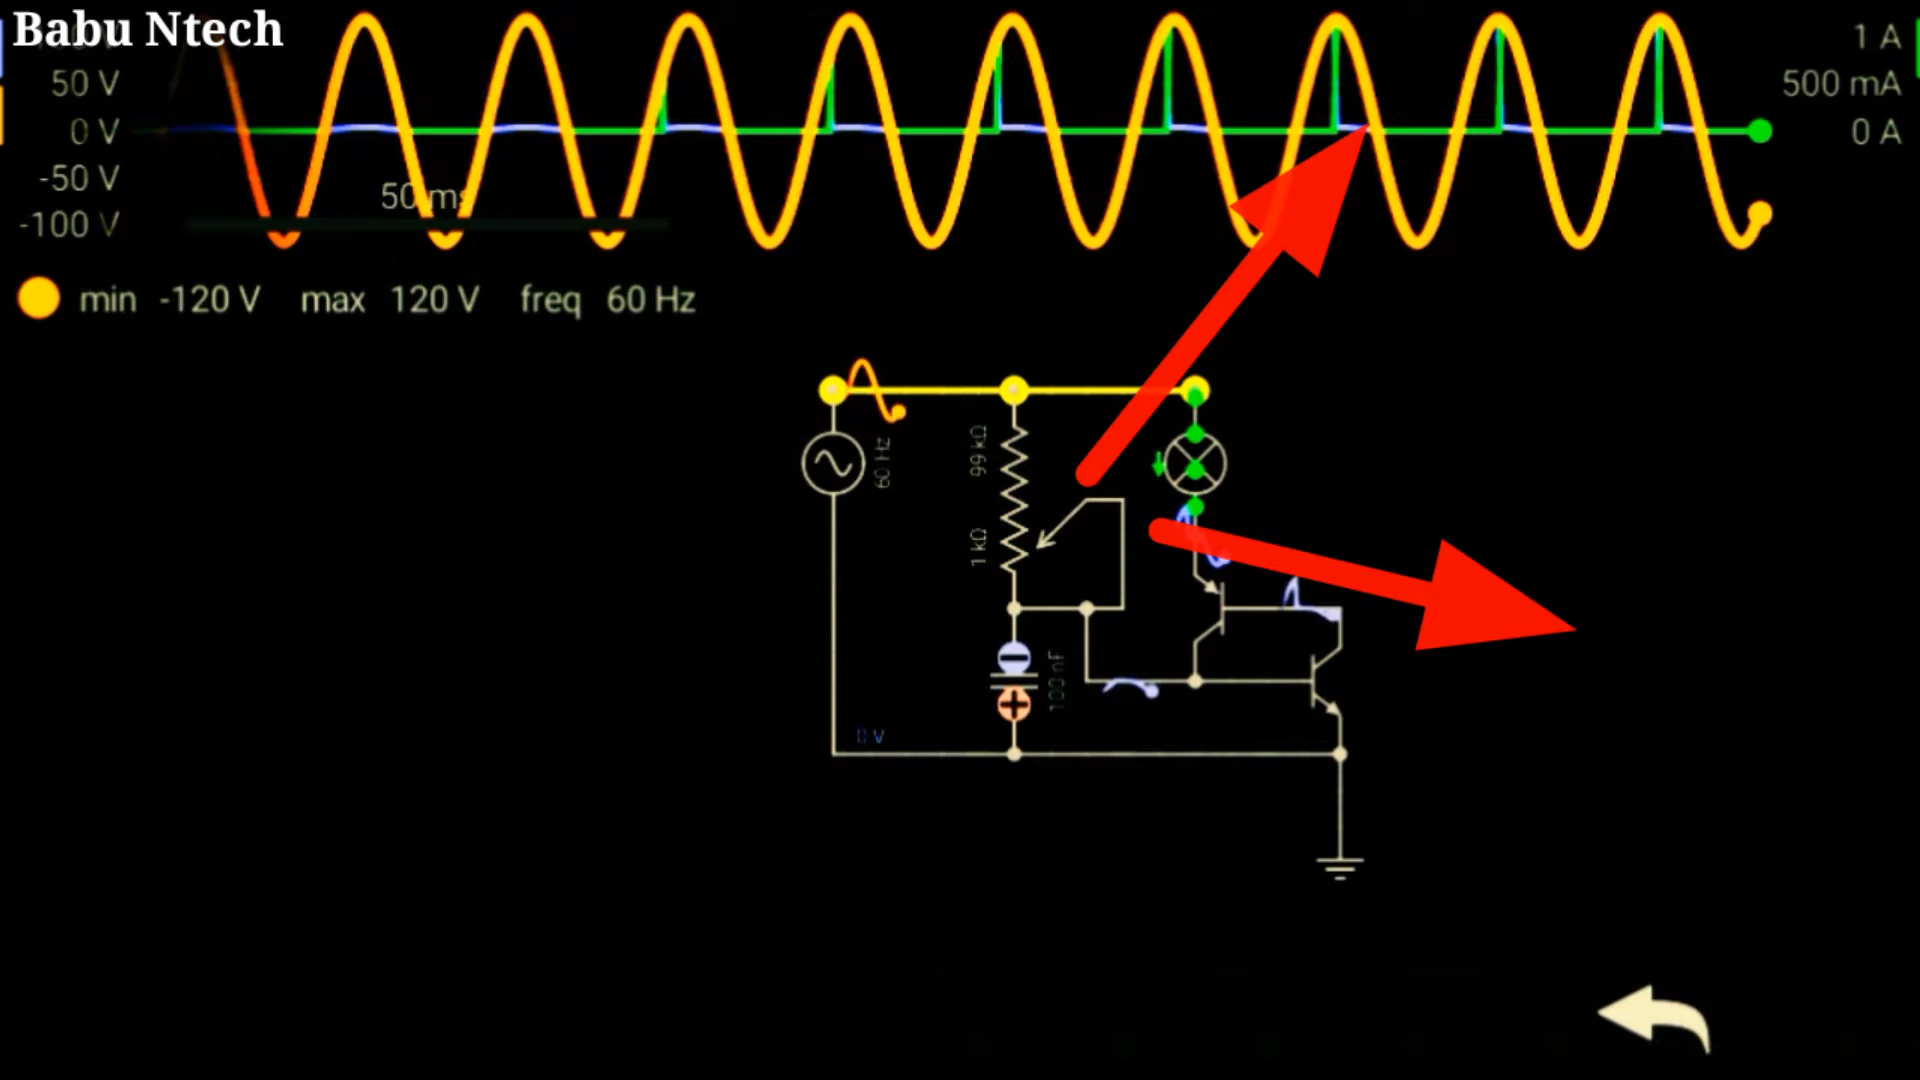 Babu Ntech
50 V
0 V
-50 V
-100 V
1 A
500 mA
0 A
50 ms
min -120 V max 120 V freq 60 Hz
60 Hz
99 kΩ
1 kΩ
100 nF
0 V